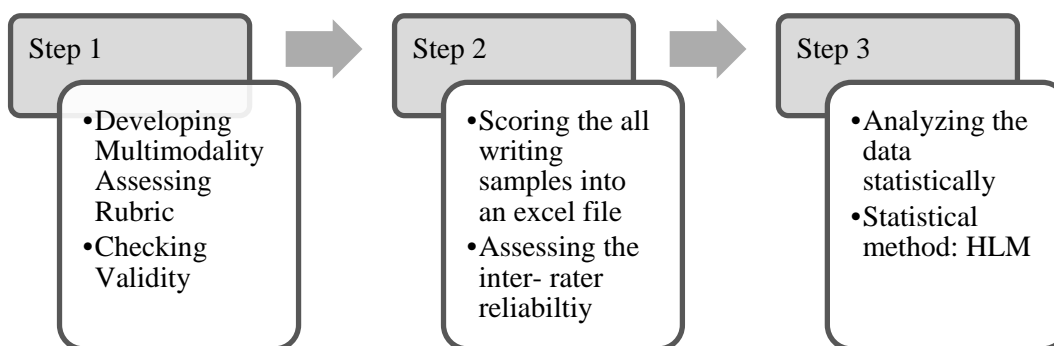 Step 1
•Developing
Multimodality
Assessing
Rubric
•Checking
Validity
Step 2
•Scoring the all
writing
samples into
an excel file
•Assessing the
inter- rater
reliabiltiy
Step 3
•Analyzing the
data
statistically
•Statistical
method: HLM